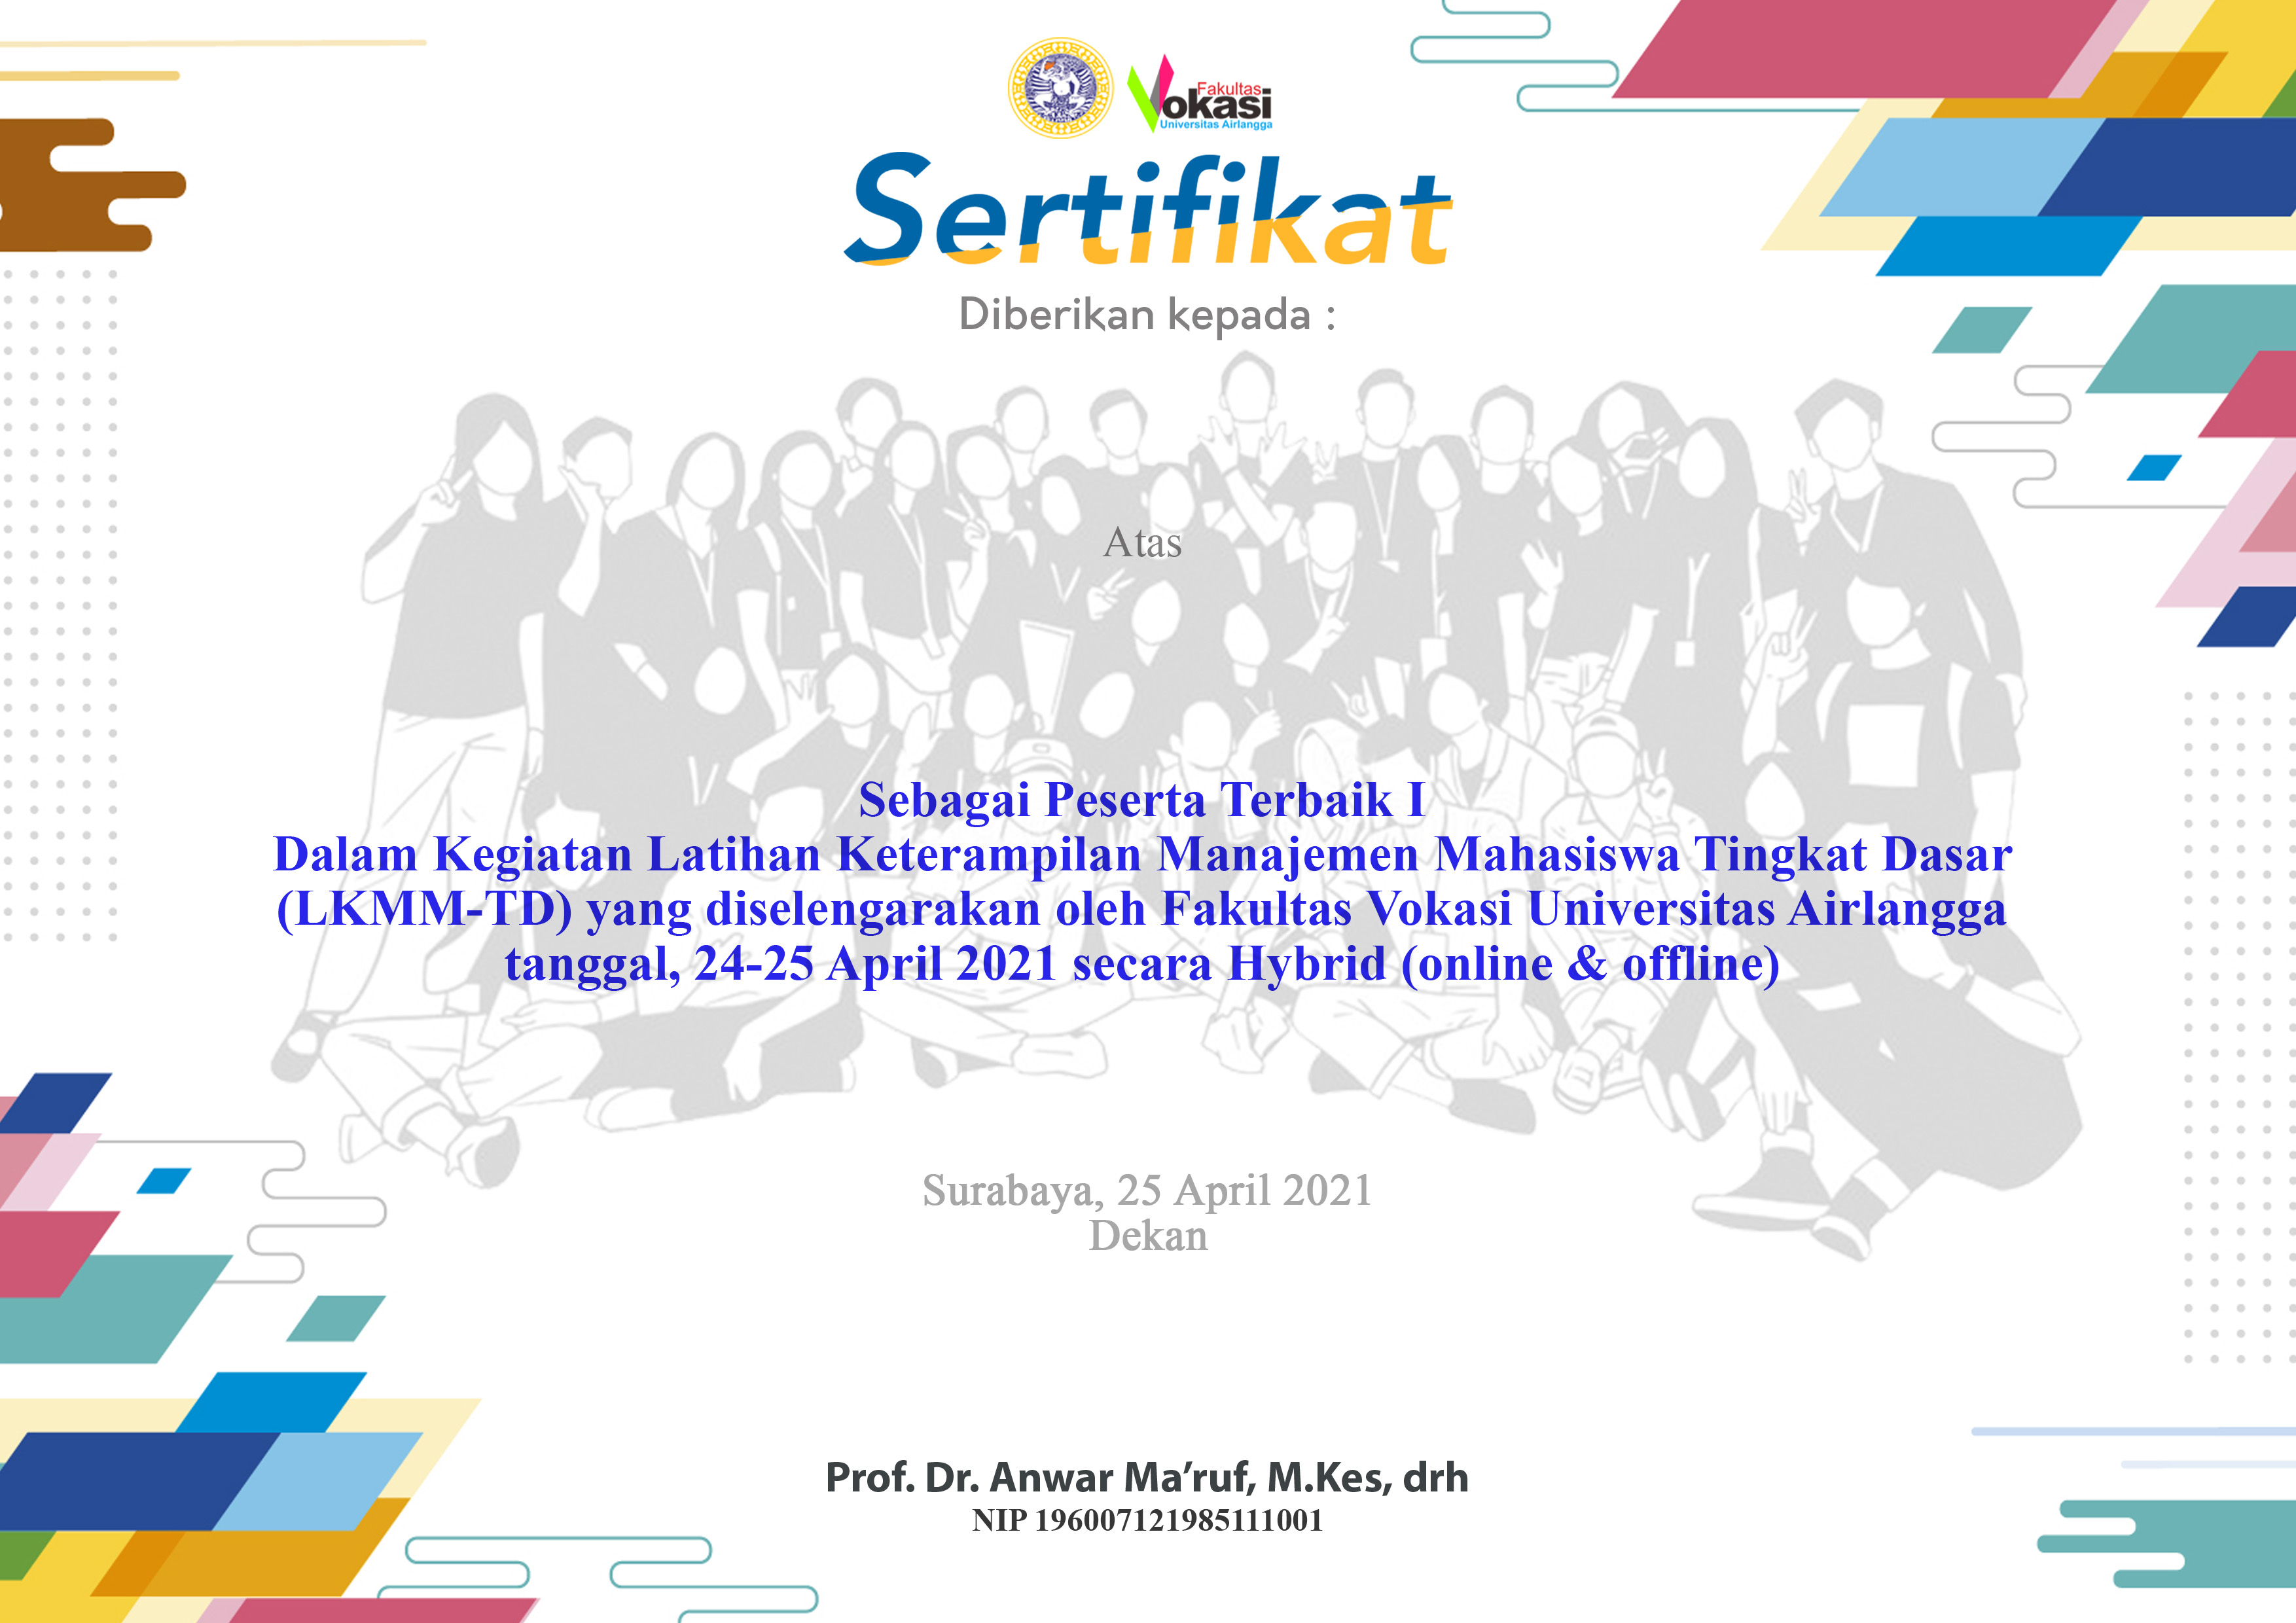 Fakultas
Vokasi
Universitas Airlangga
Sertifikat
Diberikan kepada :
Atas
Sebagai Peserta Terbaik I
Dalam Kegiatan Latihan Keterampilan Manajemen Mahasiswa Tingkat Dasar
(LKMM-TD) yang diselengarakan oleh Fakultas Vokasi Universitas Airlangga
tanggal, 24-25 April 2021 secara Hybrid (online & offline)
Surabaya, 25 April 2021
Dekan
Prof. Dr. Anwar Ma’ruf, M.Kes, drh
NIP 196007121985111001